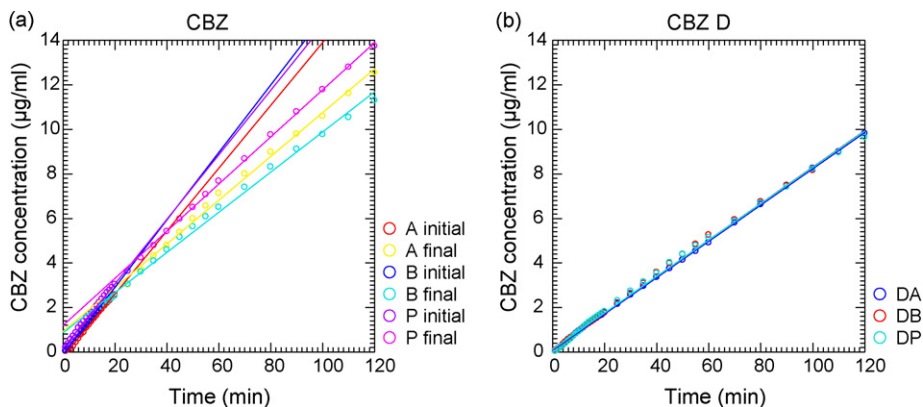 (a) CBZ
CBZ concentration (µg/ml)
14
12
10
8
6
4
2
0
0 20 40 60 80 100 120
Time (min)
A initial
A final
B initial
B final
P initial
P final
(b) CBZ D
CBZ concentration (µg/ml)
14
12
10
8
6
4
2
0
0 20 40 60 80 100 120
Time (min)
DA
DB
DP